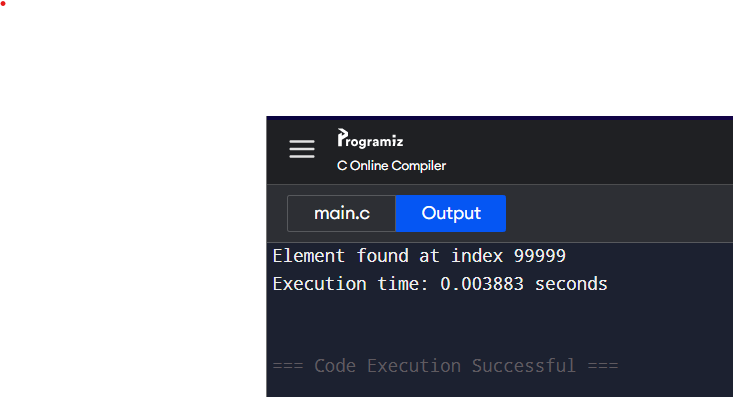 Programiz
C Online Compiler
main.c Output
Element found at index 99999
Execution time: 0.003883 seconds
=== Code Execution Successful ===